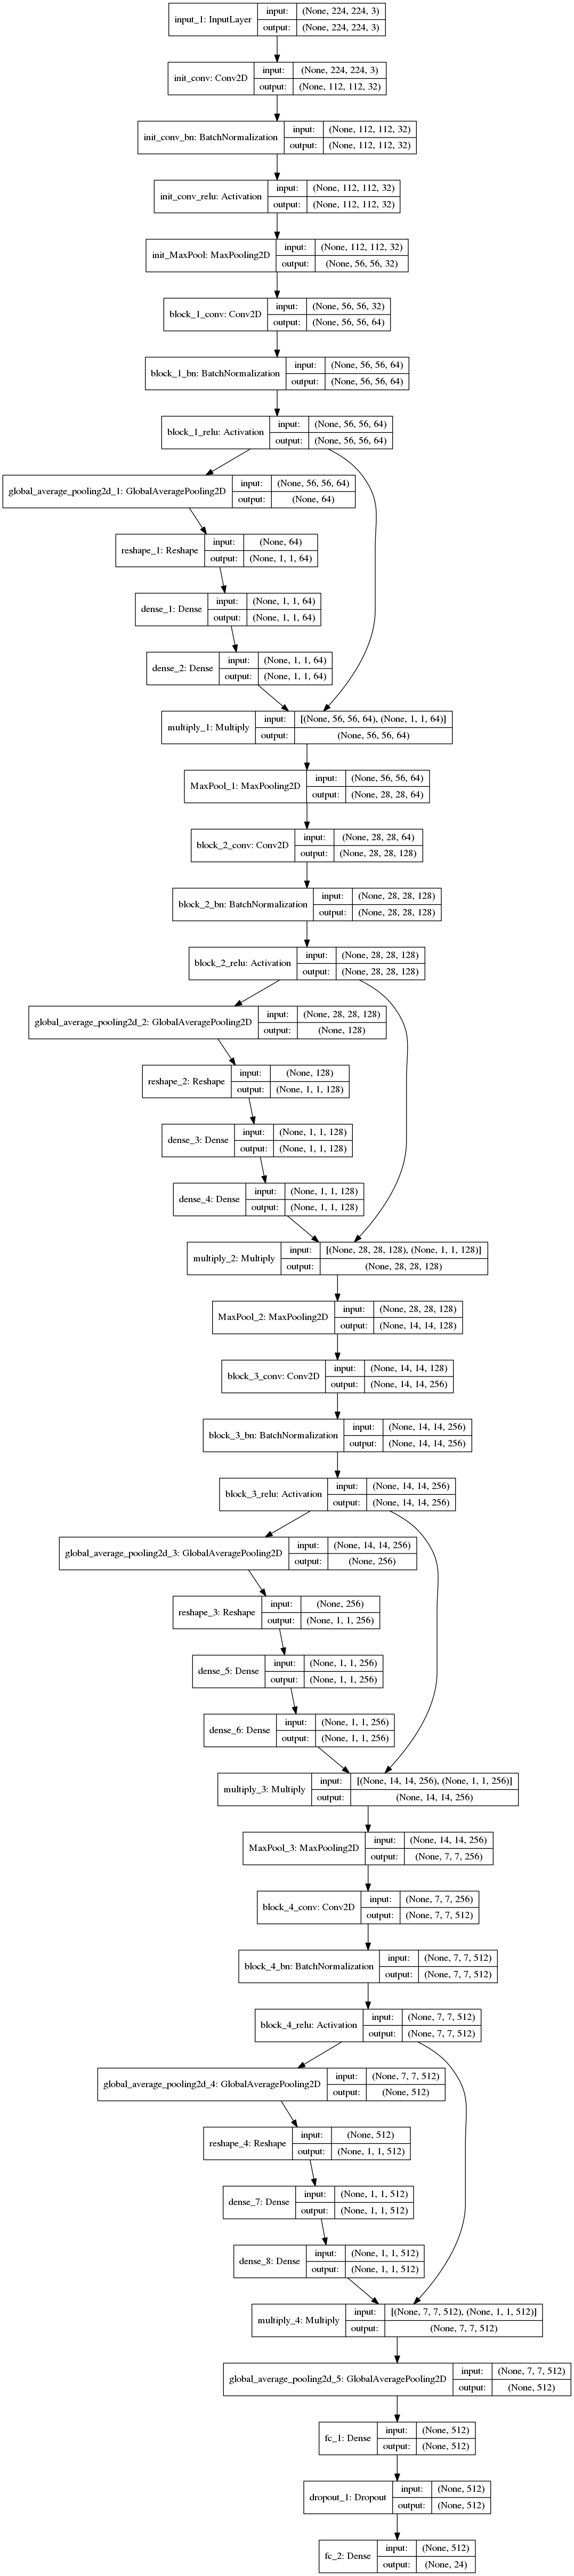 input_1: InputLayer input: (None, 224, 224, 3)
output: (None, 224, 224, 3)
init_conv: Conv2D input: (None, 224, 224, 3)
output: (None, 112, 112, 32)
init_conv_bn: BatchNormalization input: (None, 112, 112, 32)
output: (None, 112, 112, 32)
init_conv_relu: Activation input: (None, 112, 112, 32)
output: (None, 112, 112, 32)
init_MaxPool: MaxPooling2D input: (None, 112, 112, 32)
output: (None, 56, 56, 32)
block_1_conv: Conv2D input: (None, 56, 56, 32)
output: (None, 56, 56, 64)
block_1_bn: BatchNormalization input: (None, 56, 56, 64)
output: (None, 56, 56, 64)
block_1_relu: Activation input: (None, 56, 56, 64)
output: (None, 56, 56, 64)
global_average_pooling2d_1: GlobalAveragePooling2D input: (None, 56, 56, 64)
output: (None, 64)
reshape_1: Reshape input: (None, 64)
output: (None, 1, 1, 64)
dense_1: Dense input: (None, 1, 1, 64)
output: (None, 1, 1, 64)
dense_2: Dense input: (None, 1, 1, 64)
output: (None, 1, 1, 64)
multiply_1: Multiply input: [(None, 56, 56, 64), (None, 1, 1, 64)]
output: (None, 56, 56, 64)
MaxPool_1: MaxPooling2D input: (None, 56, 56, 64)
output: (None, 28, 28, 64)
block_2_conv: Conv2D input: (None, 28, 28, 64)
output: (None, 28, 28, 128)
block_2_bn: BatchNormalization input: (None, 28, 28, 128)
output: (None, 28, 28, 128)
block_2_relu: Activation input: (None, 28, 28, 128)
output: (None, 28, 28, 128)
global_average_pooling2d_2: GlobalAveragePooling2D input: (None, 28, 28, 128)
output: (None, 128)
reshape_2: Reshape input: (None, 128)
output: (None, 1, 1, 128)
dense_3: Dense input: (None, 1, 1, 128)
output: (None, 1, 1, 128)
dense_4: Dense input: (None, 1, 1, 128)
output: (None, 1, 1, 128)
multiply_2: Multiply input: [(None, 28, 28, 128), (None, 1, 1, 128)]
output: (None, 28, 28, 128)
MaxPool_2: MaxPooling2D input: (None, 28, 28, 128)
output: (None, 14, 14, 128)
block_3_conv: Conv2D input: (None, 14, 14, 128)
output: (None, 14, 14, 256)
block_3_bn: BatchNormalization input: (None, 14, 14, 256)
output: (None, 14, 14, 256)
block_3_relu: Activation input: (None, 14, 14, 256)
output: (None, 14, 14, 256)
global_average_pooling2d_3: GlobalAveragePooling2D input: (None, 14, 14, 256)
output: (None, 256)
reshape_3: Reshape input: (None, 256)
output: (None, 1, 1, 256)
dense_5: Dense input: (None, 1, 1, 256)
output: (None, 1, 1, 256)
dense_6: Dense input: (None, 1, 1, 256)
output: (None, 1, 1, 256)
multiply_3: Multiply input: [(None, 14, 14, 256), (None, 1, 1, 256)]
output: (None, 14, 14, 256)
MaxPool_3: MaxPooling2D input: (None, 14, 14, 256)
output: (None, 7, 7, 256)
block_4_conv: Conv2D input: (None, 7, 7, 256)
output: (None, 7, 7, 512)
block_4_bn: BatchNormalization input: (None, 7, 7, 512)
output: (None, 7, 7, 512)
block_4_relu: Activation input: (None, 7, 7, 512)
output: (None, 7, 7, 512)
global_average_pooling2d_4: GlobalAveragePooling2D input: (None, 7, 7, 512)
output: (None, 512)
reshape_4: Reshape input: (None, 512)
output: (None, 1, 1, 512)
dense_7: Dense input: (None, 1, 1, 512)
output: (None, 1, 1, 512)
dense_8: Dense input: (None, 1, 1, 512)
output: (None, 1, 1, 512)
multiply_4: Multiply input: [(None, 7, 7, 512), (None, 1, 1, 512)]
output: (None, 7, 7, 512)
global_average_pooling2d_5: GlobalAveragePooling2D input: (None, 7, 7, 512)
output: (None, 512)
fc_1: Dense input: (None, 512)
output: (None, 512)
dropout_1: Dropout input: (None, 512)
output: (None, 512)
fc_2: Dense input: (None, 512)
output: (None, 24)